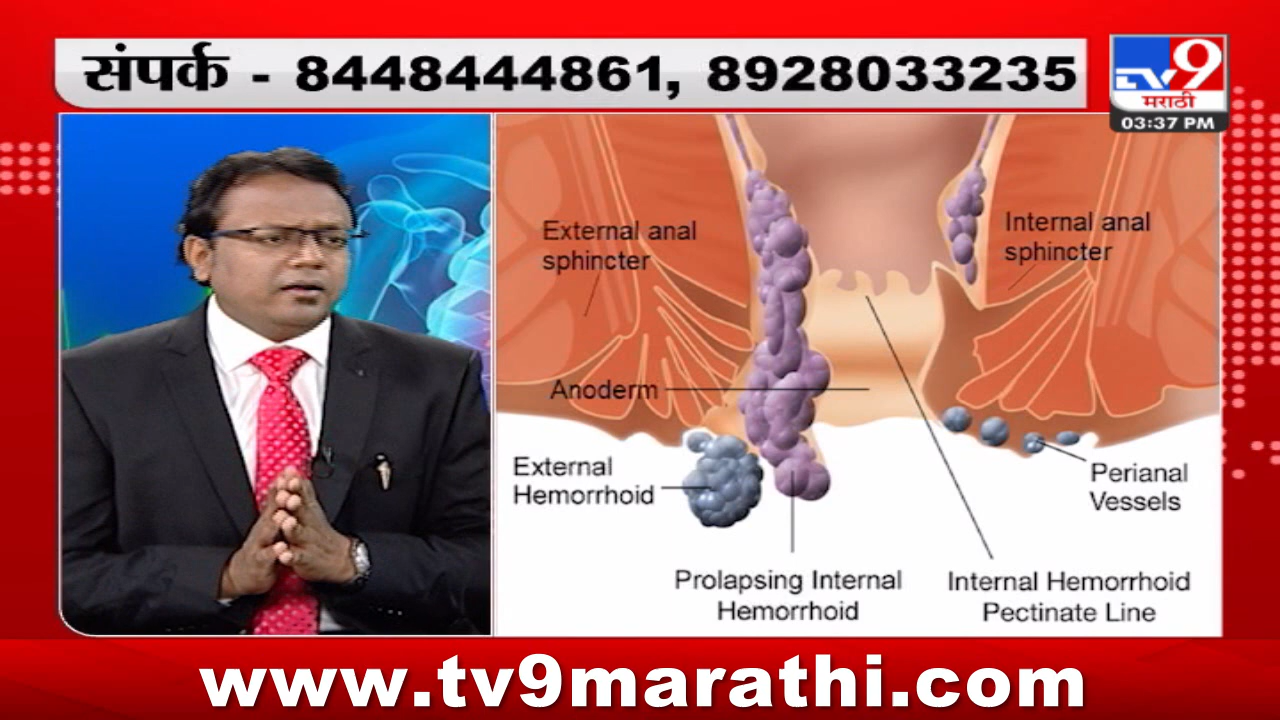 संपर्क - 8448444861, 8928033235
TV9
मराठी
03:37 PM
External anal
sphincter
Internal anal
sphincter
Anoderm
External
Hemorrhoid
Perianal
Vessels
Prolapsing Internal
Hemorrhoid
Internal Hemorrhoid
Pectinate Line
www.tv9marathi.com